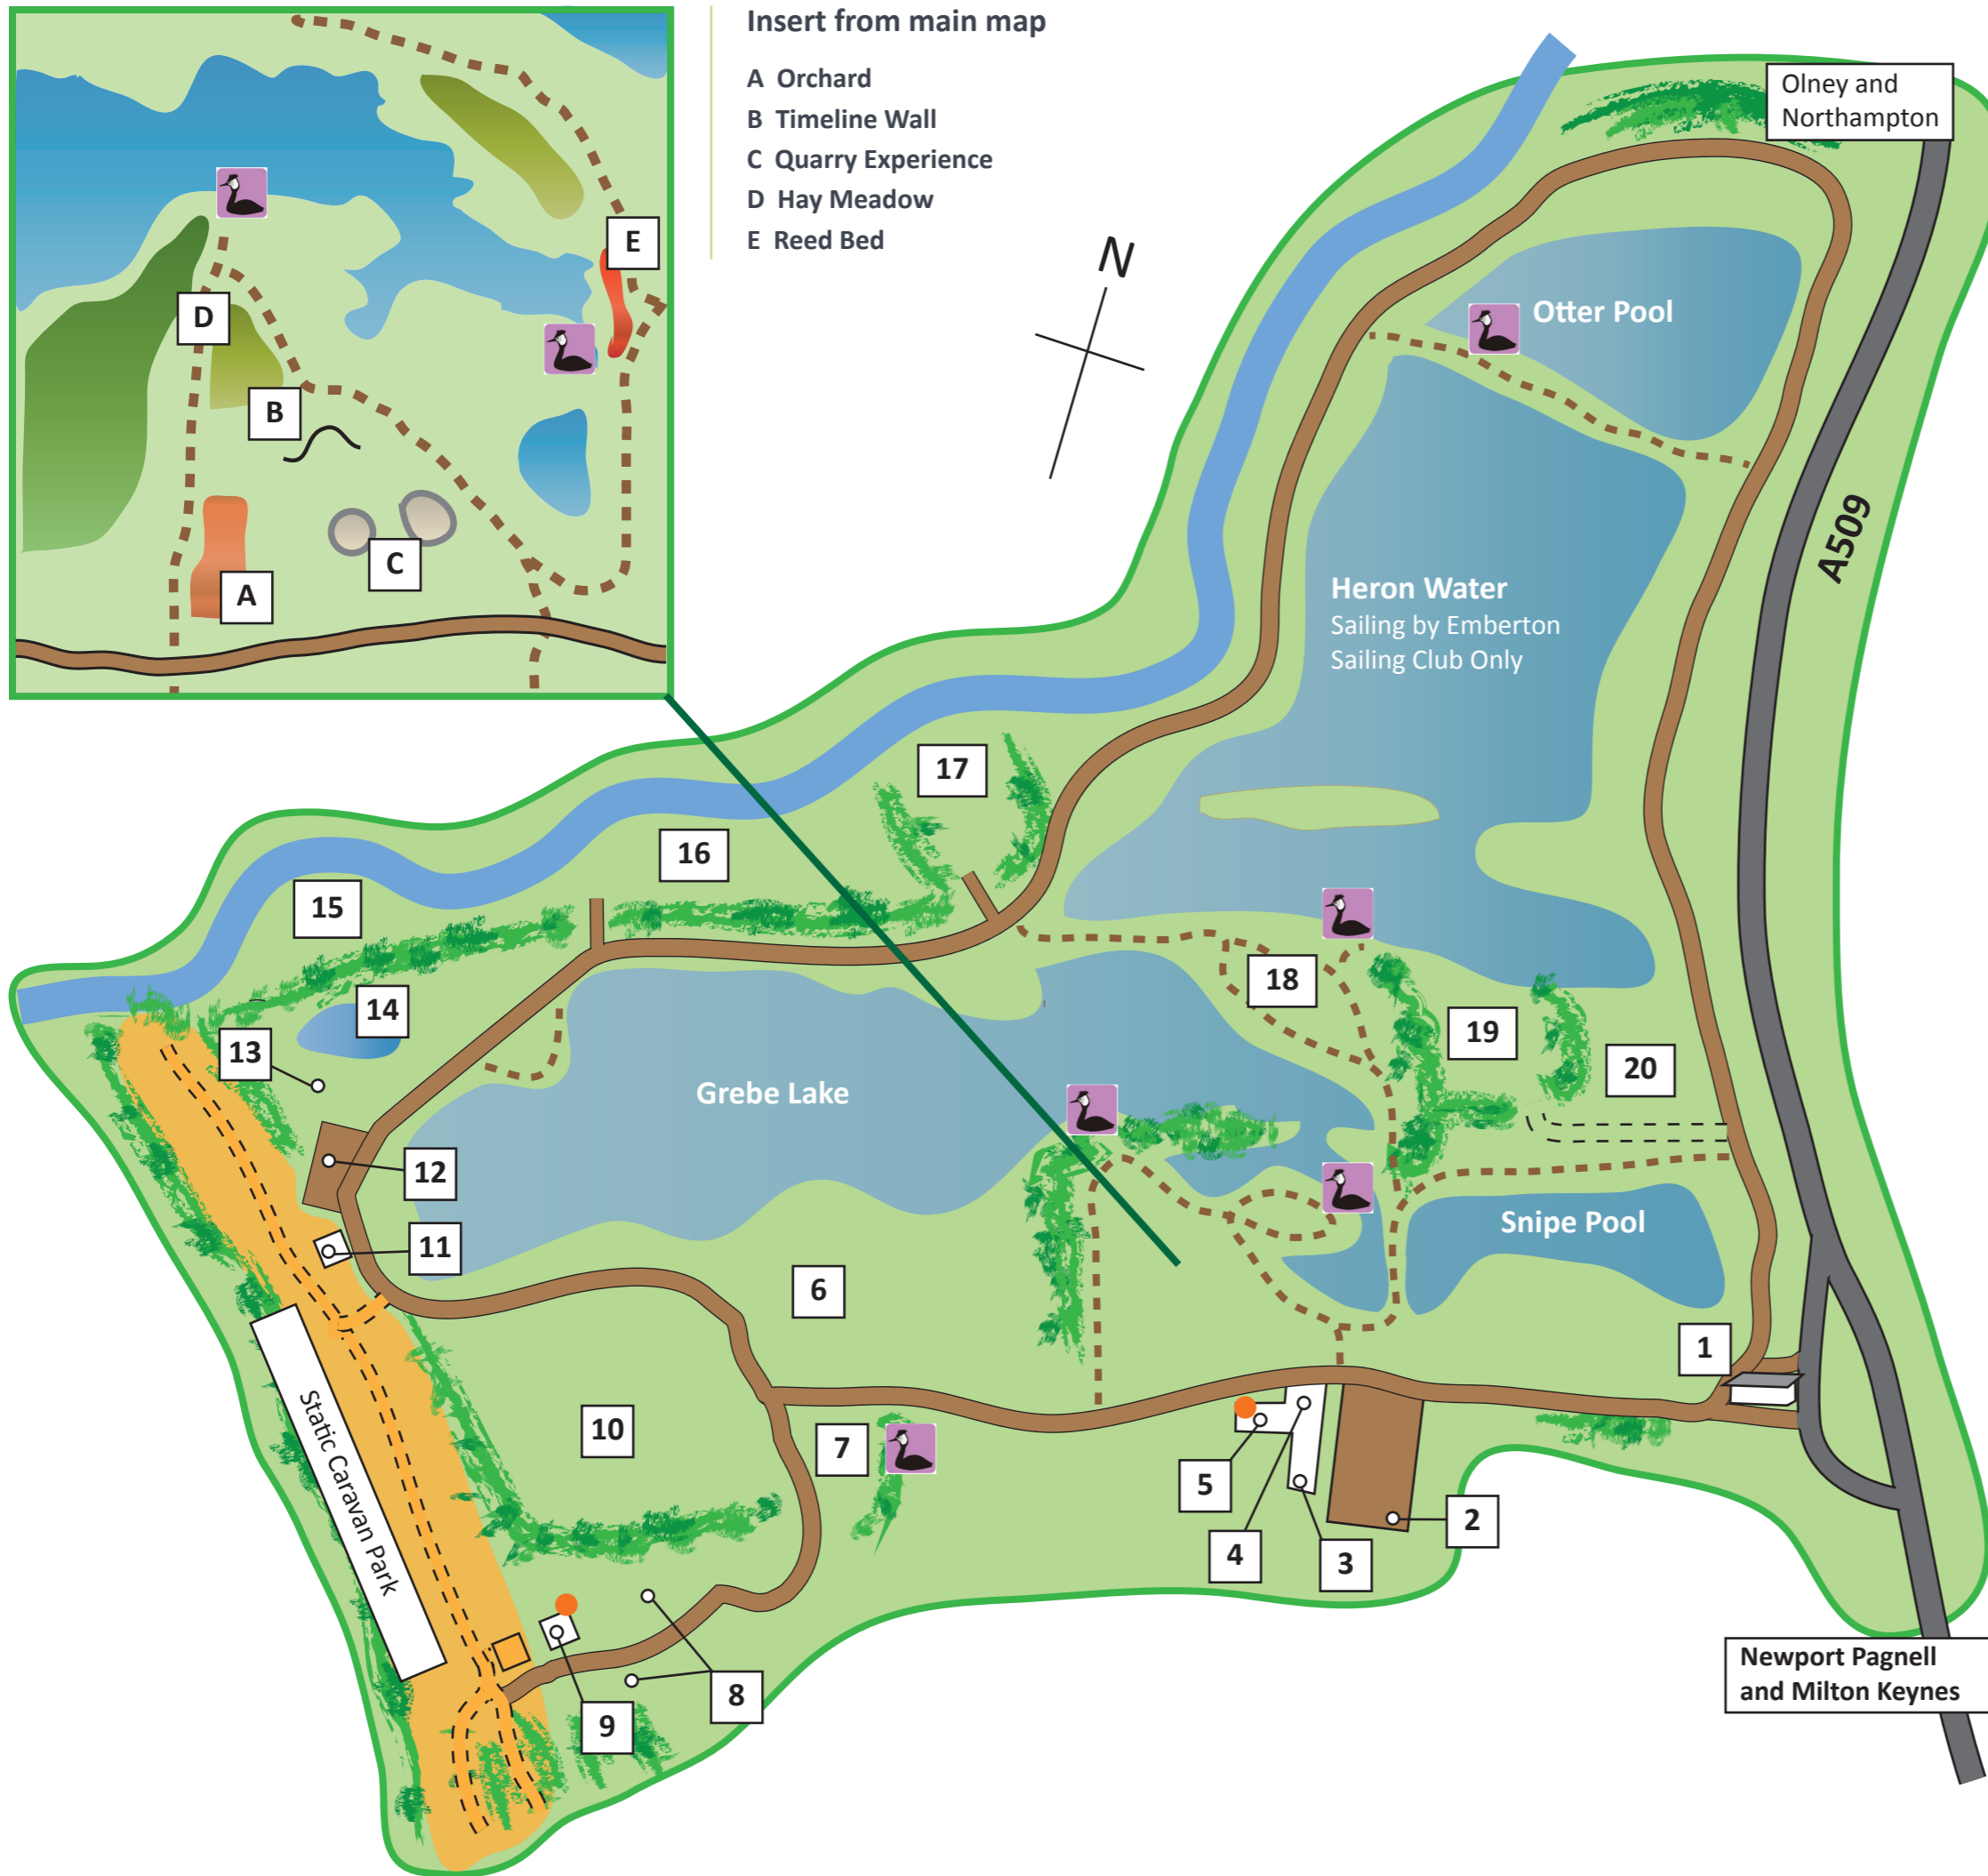 Insert from main map
A Orchard
B Timeline Wall
C Quarry Experience
D Hay Meadow
E Reed Bed
E
D
B
C
A
N
Olney and
Northampton
Otter Pool
A509
Heron Water
Sailing by Emberton
Sailing Club Only
17
16
15
18
14
19
13
20
Grebe Lake
12
11
Snipe Pool
6
1
Static Caravan Park
10
7
5
2
4
3
8
9
Newport Pagnell
and Milton Keynes